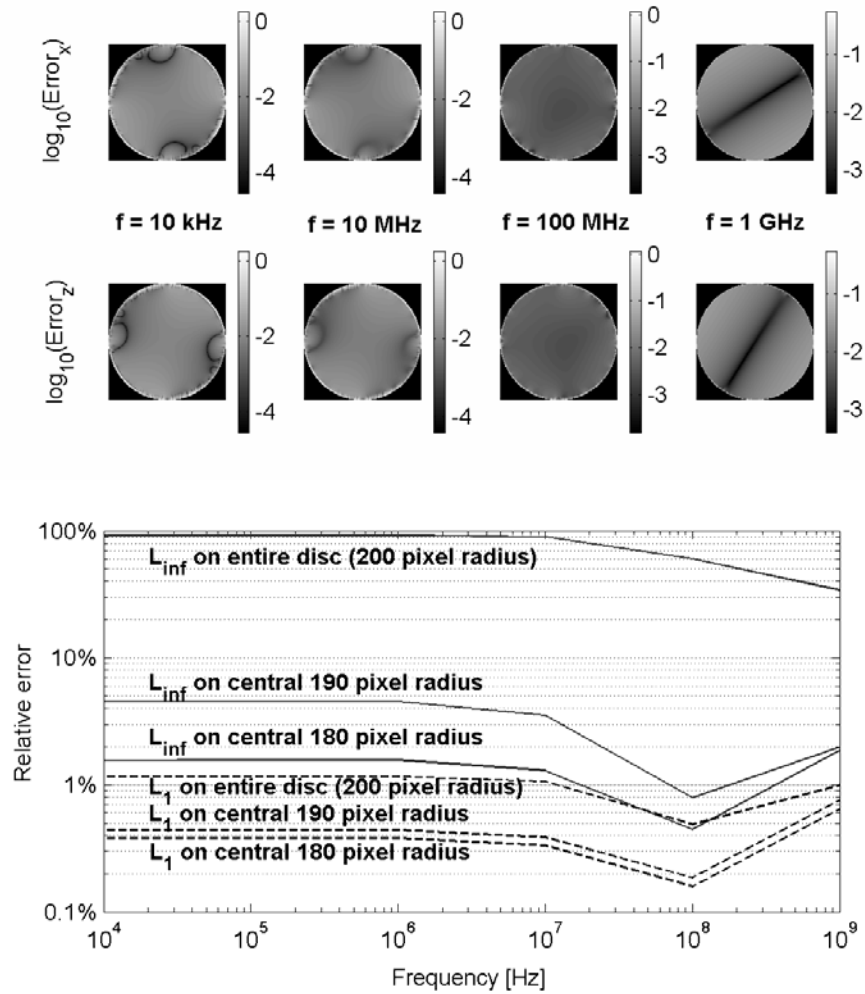 log10(Errorx)
0
-2
-4
0
-2
-4
0
-1
-2
-3
-1
-2
-3
f = 10 kHz
f = 10 MHz
f = 100 MHz
f = 1 GHz
log10(Errorz)
0
-2
-4
0
-2
-4
0
-1
-2
-3
-1
-2
-3
100%
Linf on entire disc (200 pixel radius)
10%
Linf on central 190 pixel radius
Linf on central 180 pixel radius
1%
L1 on entire disc (200 pixel radius)
L1 on central 190 pixel radius
L1 on central 180 pixel radius
0.1%
Relative error
10^4
10^5
10^6
10^7
10^8
10^9
Frequency [Hz]